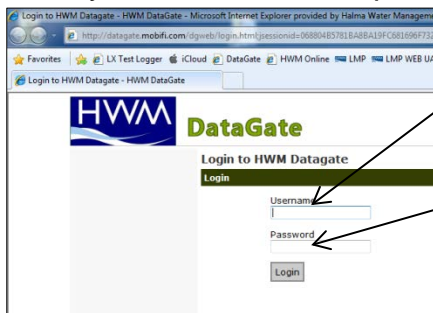 Login to HWM Datagate - HWM DataGate - Microsoft Internet Explorer provided by Halma Water Manageme
http://datagate.mobifi.com/dgweb/login.html;jsessionid=068804B5781BA8BA19FC681696F732
Favorites LX Test Logger iCloud DataGate HWM Online LMP LMP WEB UA
Login to HWM Datagate - HWM DataGate
HWM DataGate
Login to HWM Datagate
Login
Username
Password
Login